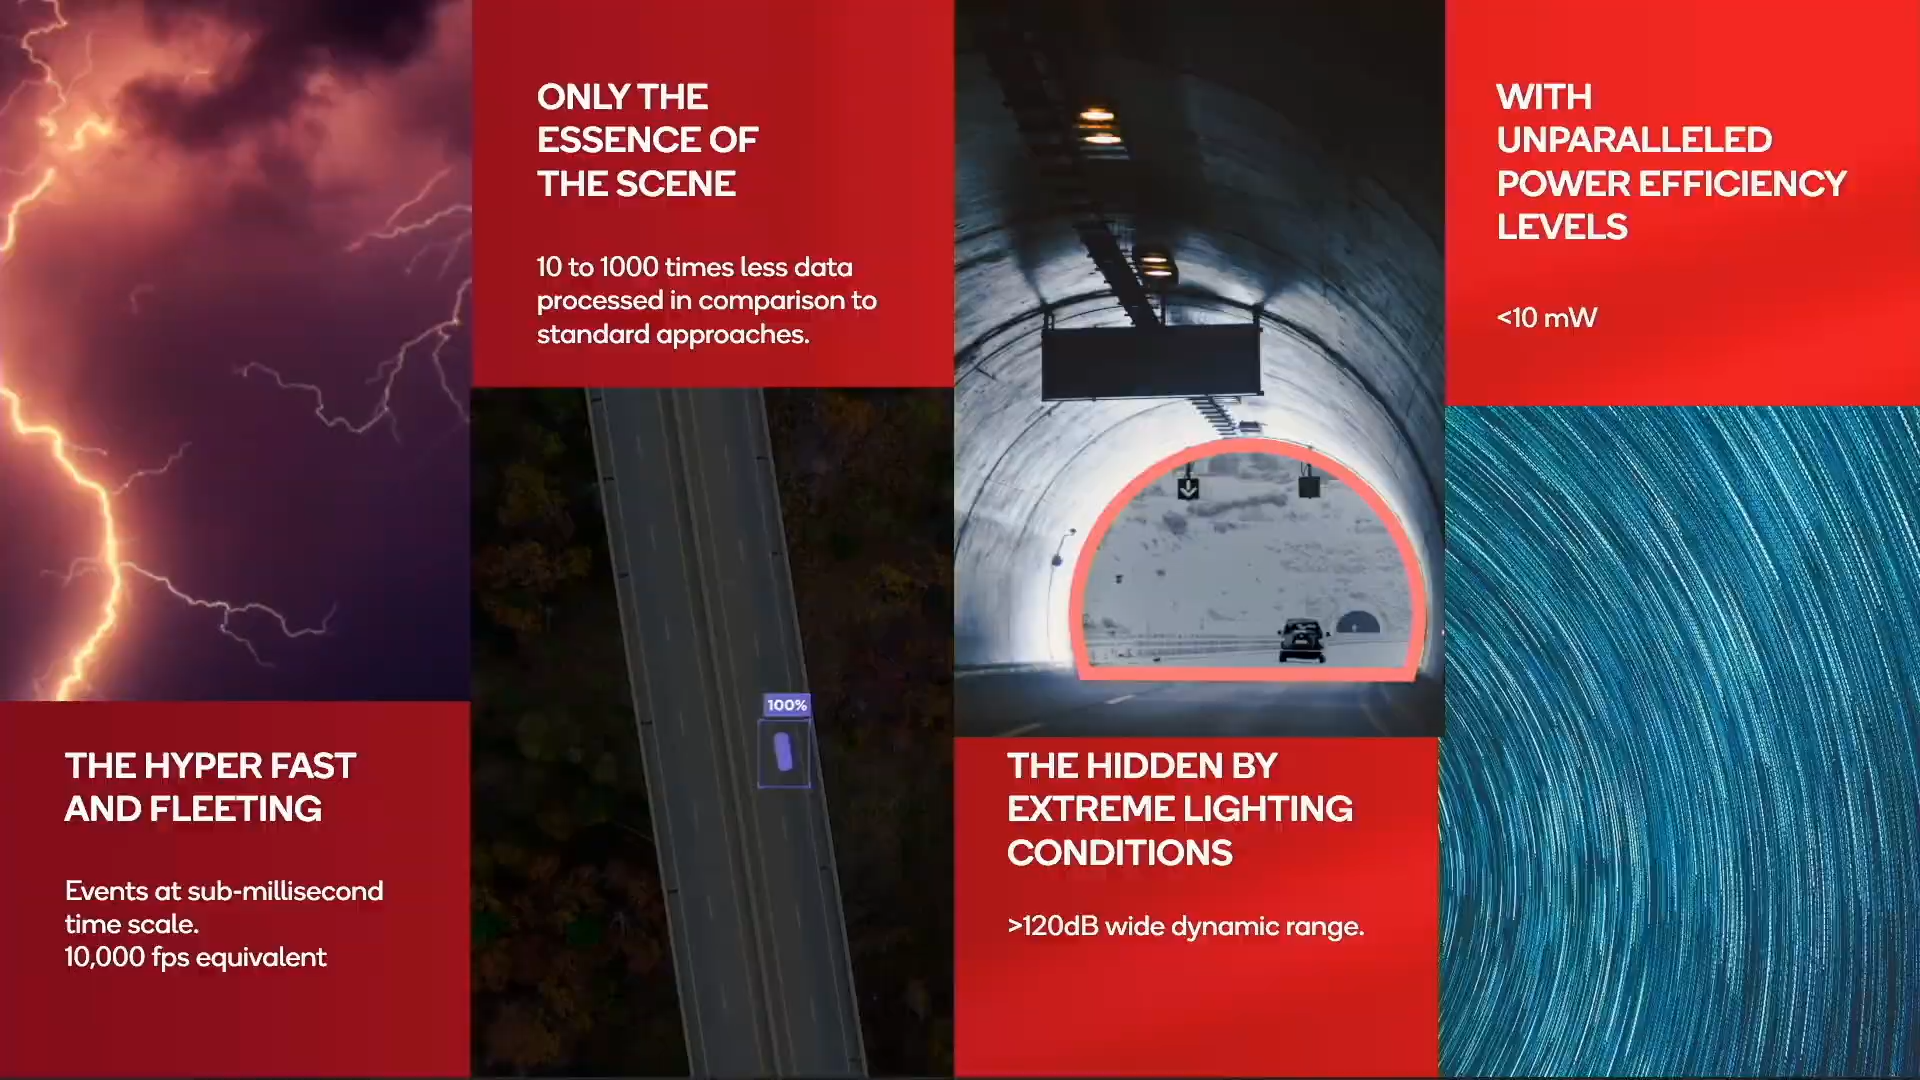 THE HYPER FAST
AND FLEETING
Events at sub-millisecond
time scale.
10,000 fps equivalent
ONLY THE
ESSENCE OF
THE SCENE
10 to 1000 times less data
processed in comparison to
standard approaches.
100%
THE HIDDEN BY
EXTREME LIGHTING
CONDITIONS
>120dB wide dynamic range.
WITH
UNPARALLELED
POWER EFFICIENCY
LEVELS
<10 mW